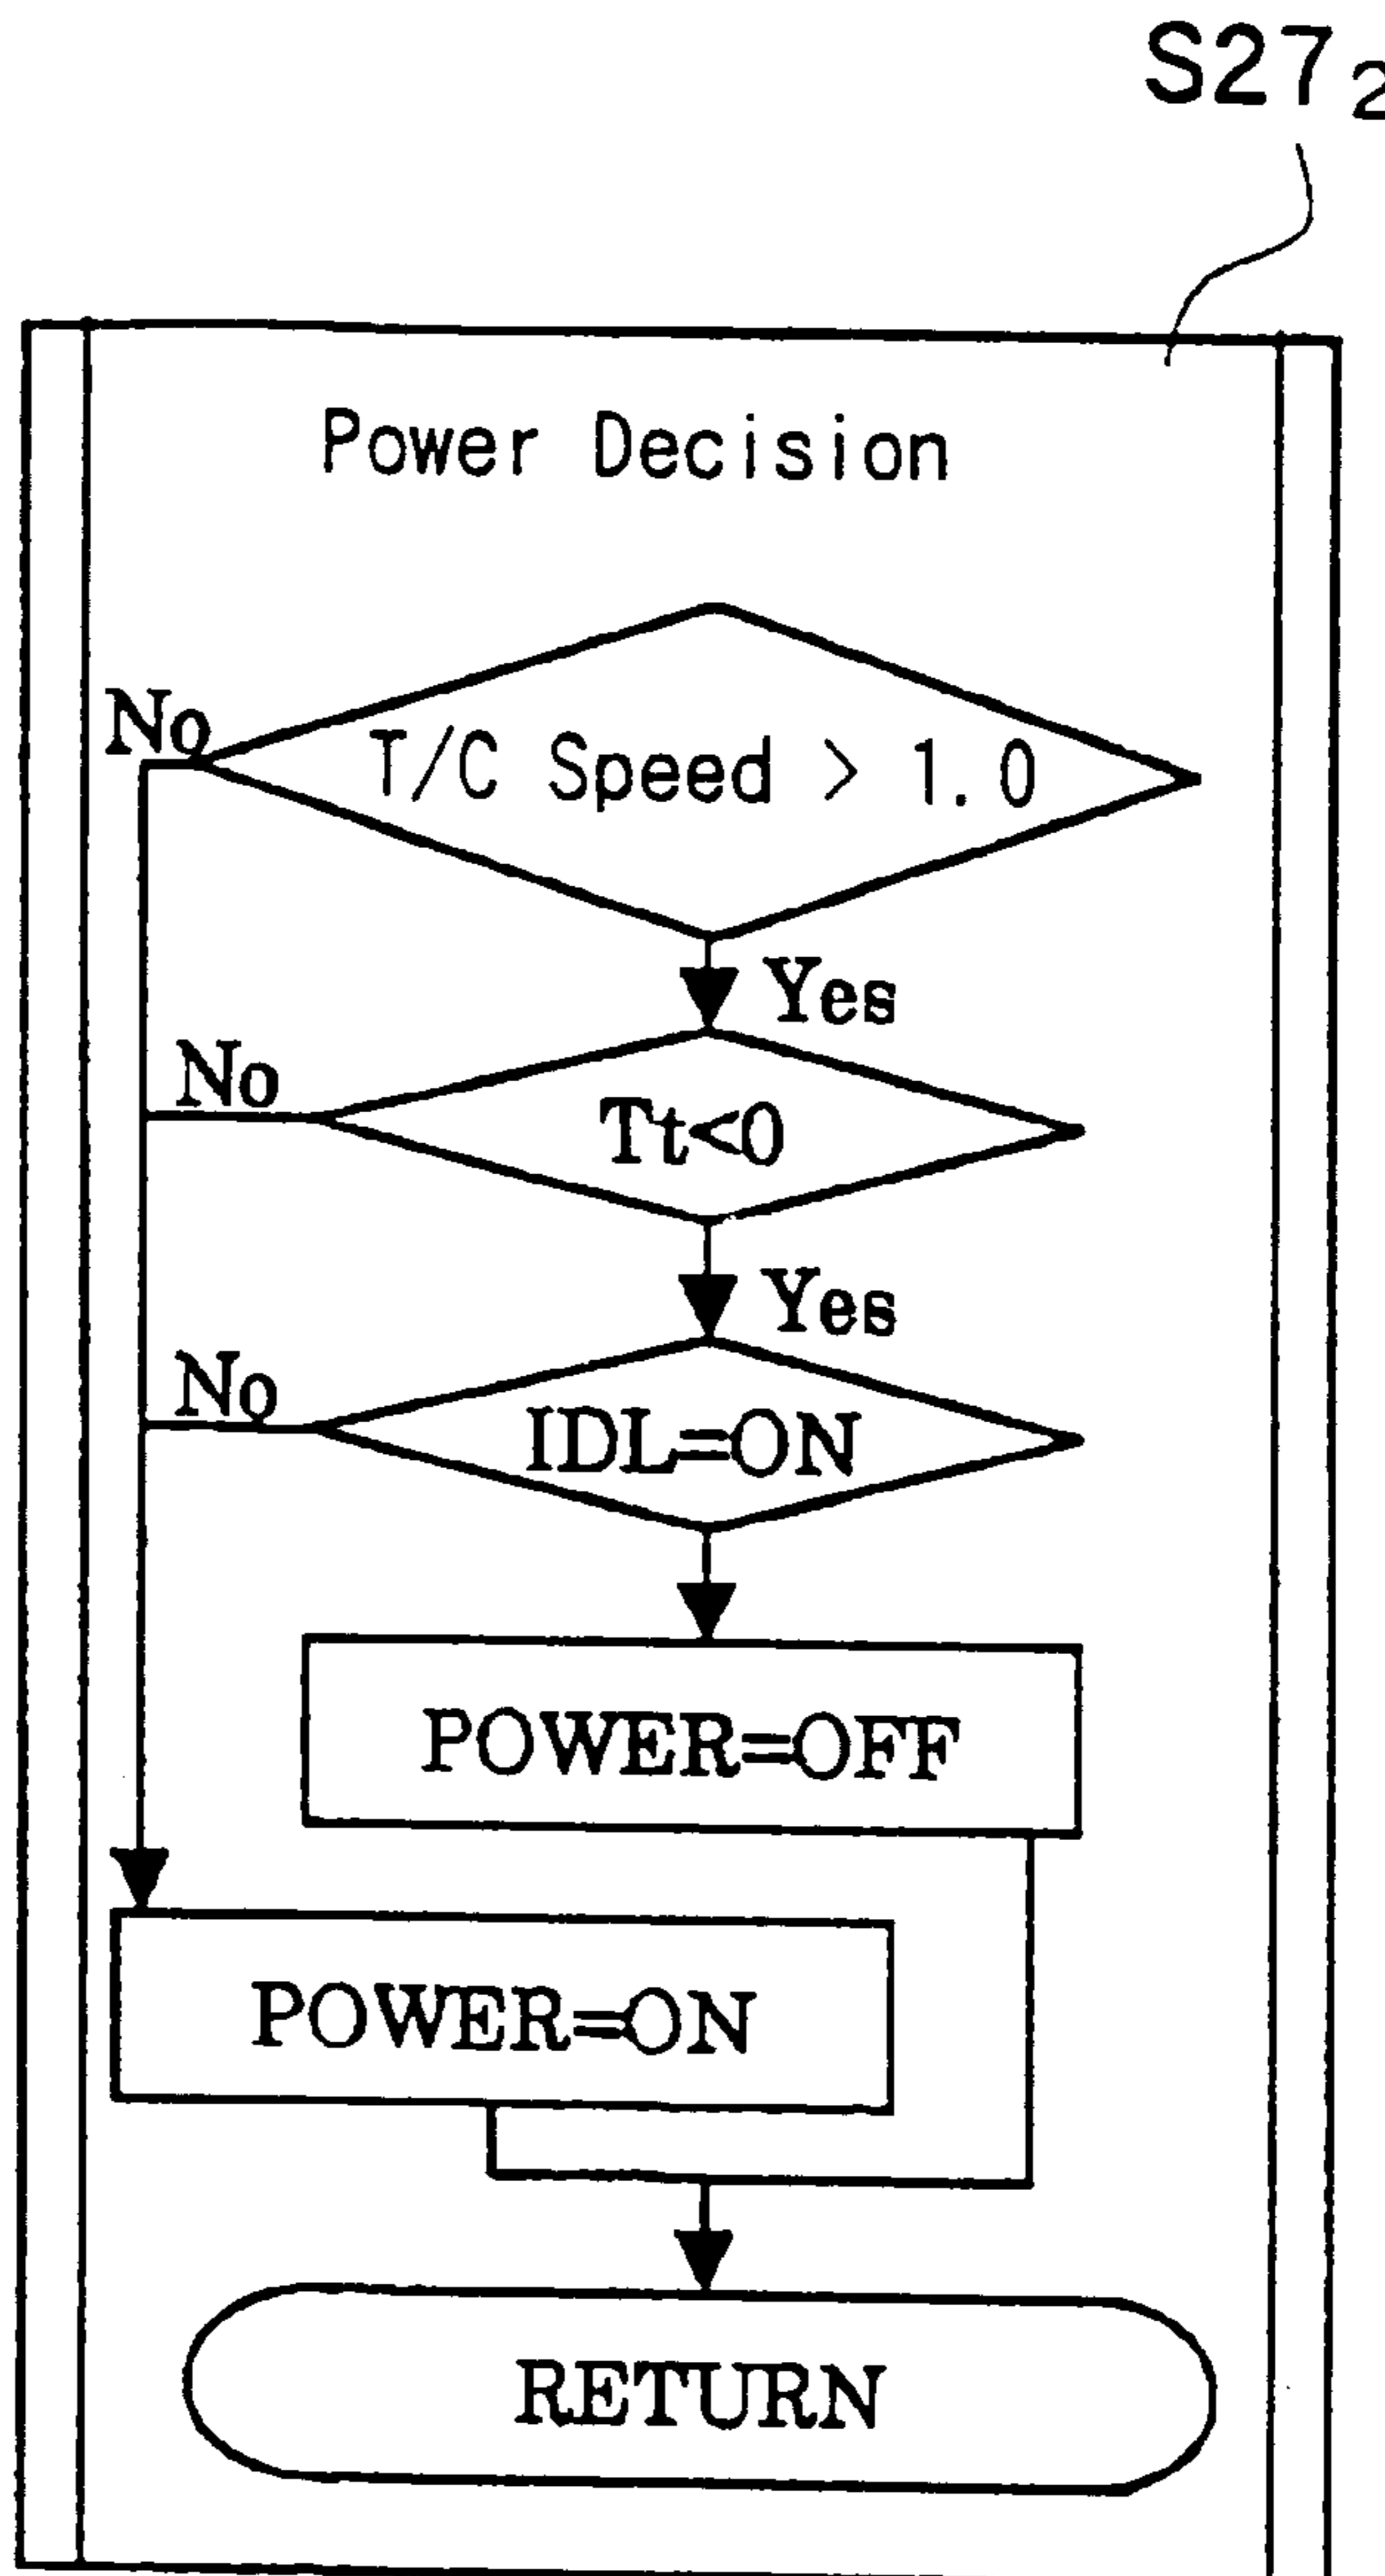 S27₂
Power Decision
T/C Speed > 1.0
No
Yes
Tt<0
No
Yes
IDL=ON
No
POWER=OFF
POWER=ON
RETURN